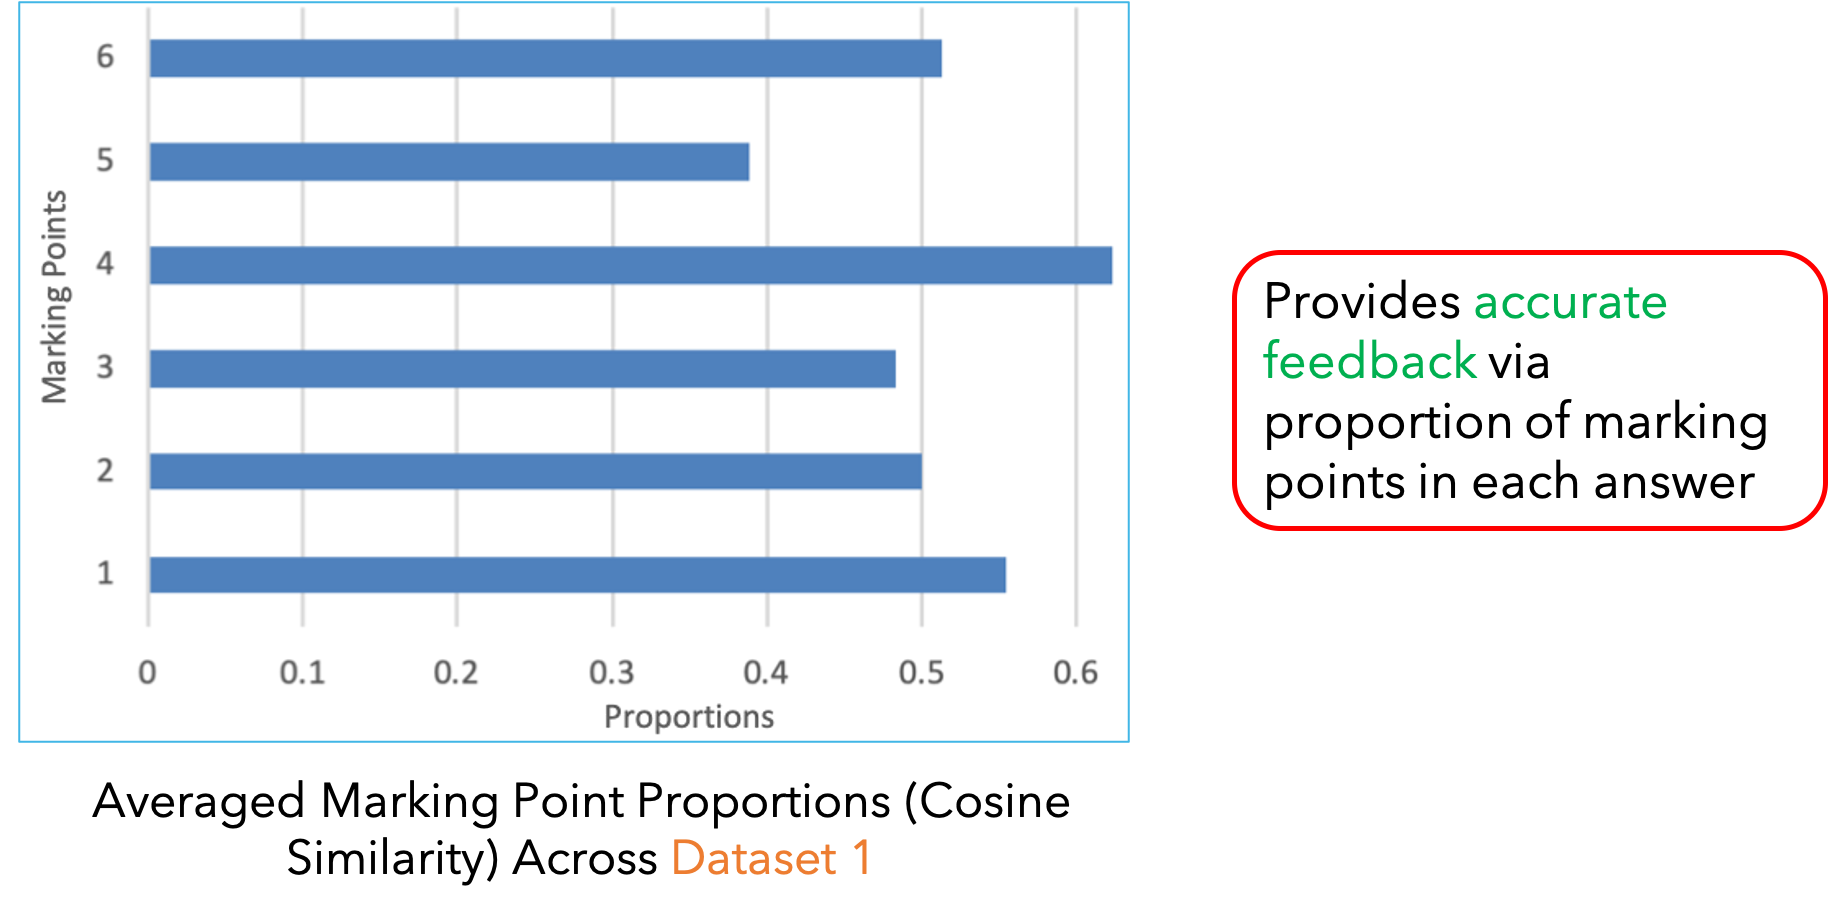 6
5
4
3
2
1
Marking Points
0 0.1 0.2 0.3 0.4 0.5 0.6
Proportions
Averaged Marking Point Proportions (Cosine
Similarity) Across Dataset 1
Provides accurate
feedback via
proportion of marking
points in each answer